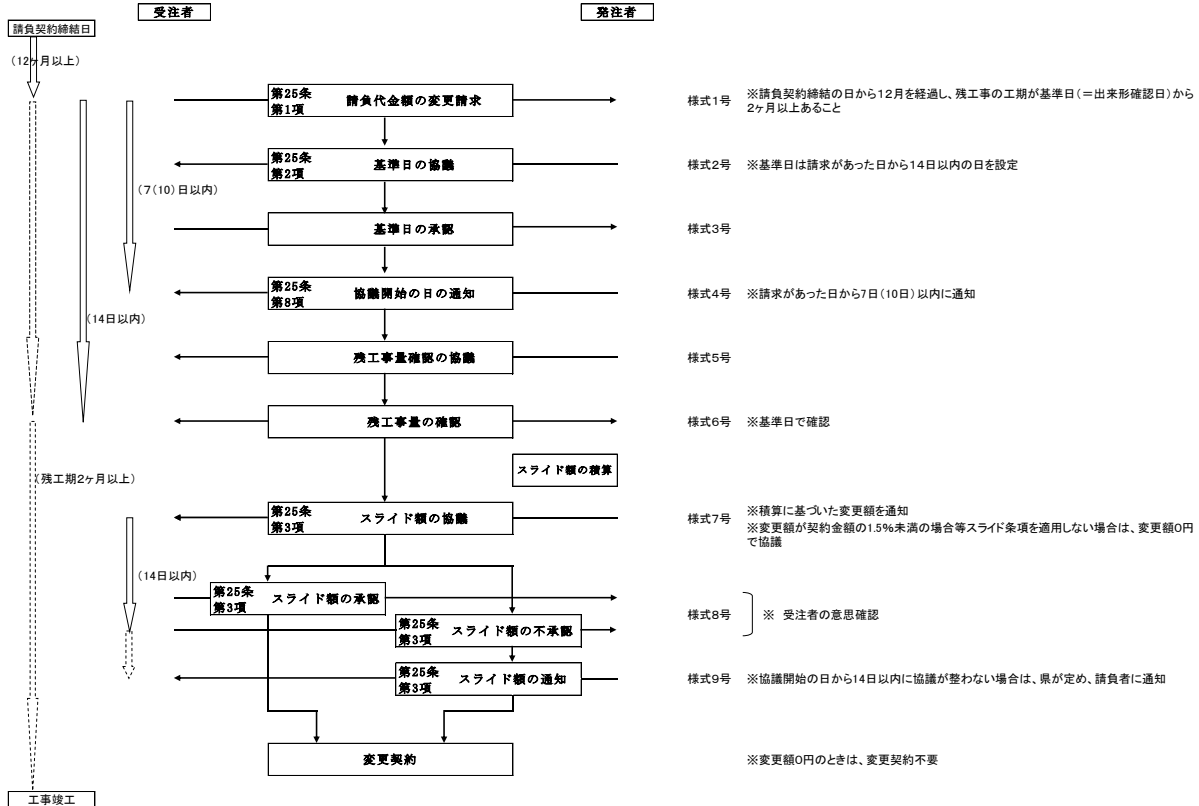 受注者
発注者
請負契約締結日
(12ヶ月以上)
第25条
第1項
請負代金額の変更請求
様式1号
※請負契約締結の日から12月を経過し、残工事の工期が基準日(=出来形確認日)から
2ヶ月以上あること
第25条
第2項
基準日の協議
様式2号
※基準日は請求があった日から14日以内の日を設定
(7(10)日以内)
基準日の承認
様式3号
第25条
第8項
協議開始の日の通知
様式4号
※請求があった日から7日(10日)以内に通知
(14日以内)
残工事量確認の協議
様式5号
残工事量の確認
様式6号
※基準日で確認
スライド額の積算
(残工期2ヶ月以上)
第25条
第3項
スライド額の協議
様式7号
※積算に基づいた変更額を通知
※変更額が契約金額の1.5%未満の場合等スライド条項を適用しない場合は、変更額0円
で協議
(14日以内)
第25条
第3項
スライド額の承認
様式8号
※ 受注者の意思確認
第25条
第3項
スライド額の不承認
第25条
第3項
スライド額の通知
様式9号
※協議開始の日から14日以内に協議が整わない場合は、県が定め、請負者に通知
変更契約
※変更額0円のときは、変更契約不要
工事竣工